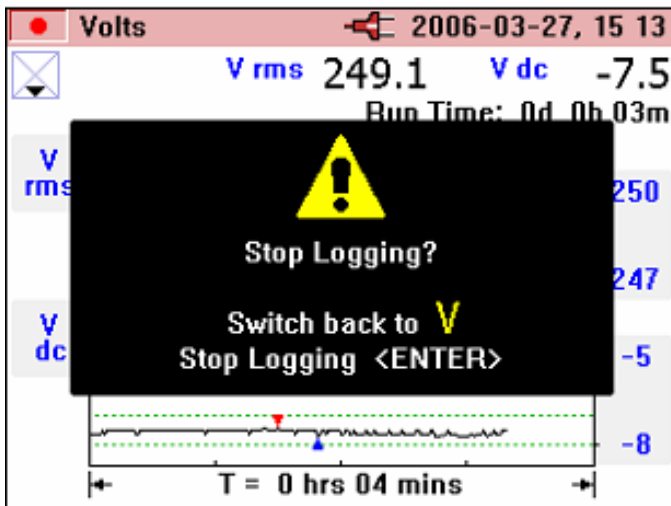 Volts 2006-03-27, 15 13
V rms 249.1 V dc -7.5
Run Time: 0d 0h 03m
V
rms
250
Stop Logging?
247
Switch back to V
V
dc
Stop Logging <ENTER>
-5
-8
T = 0 hrs 04 mins